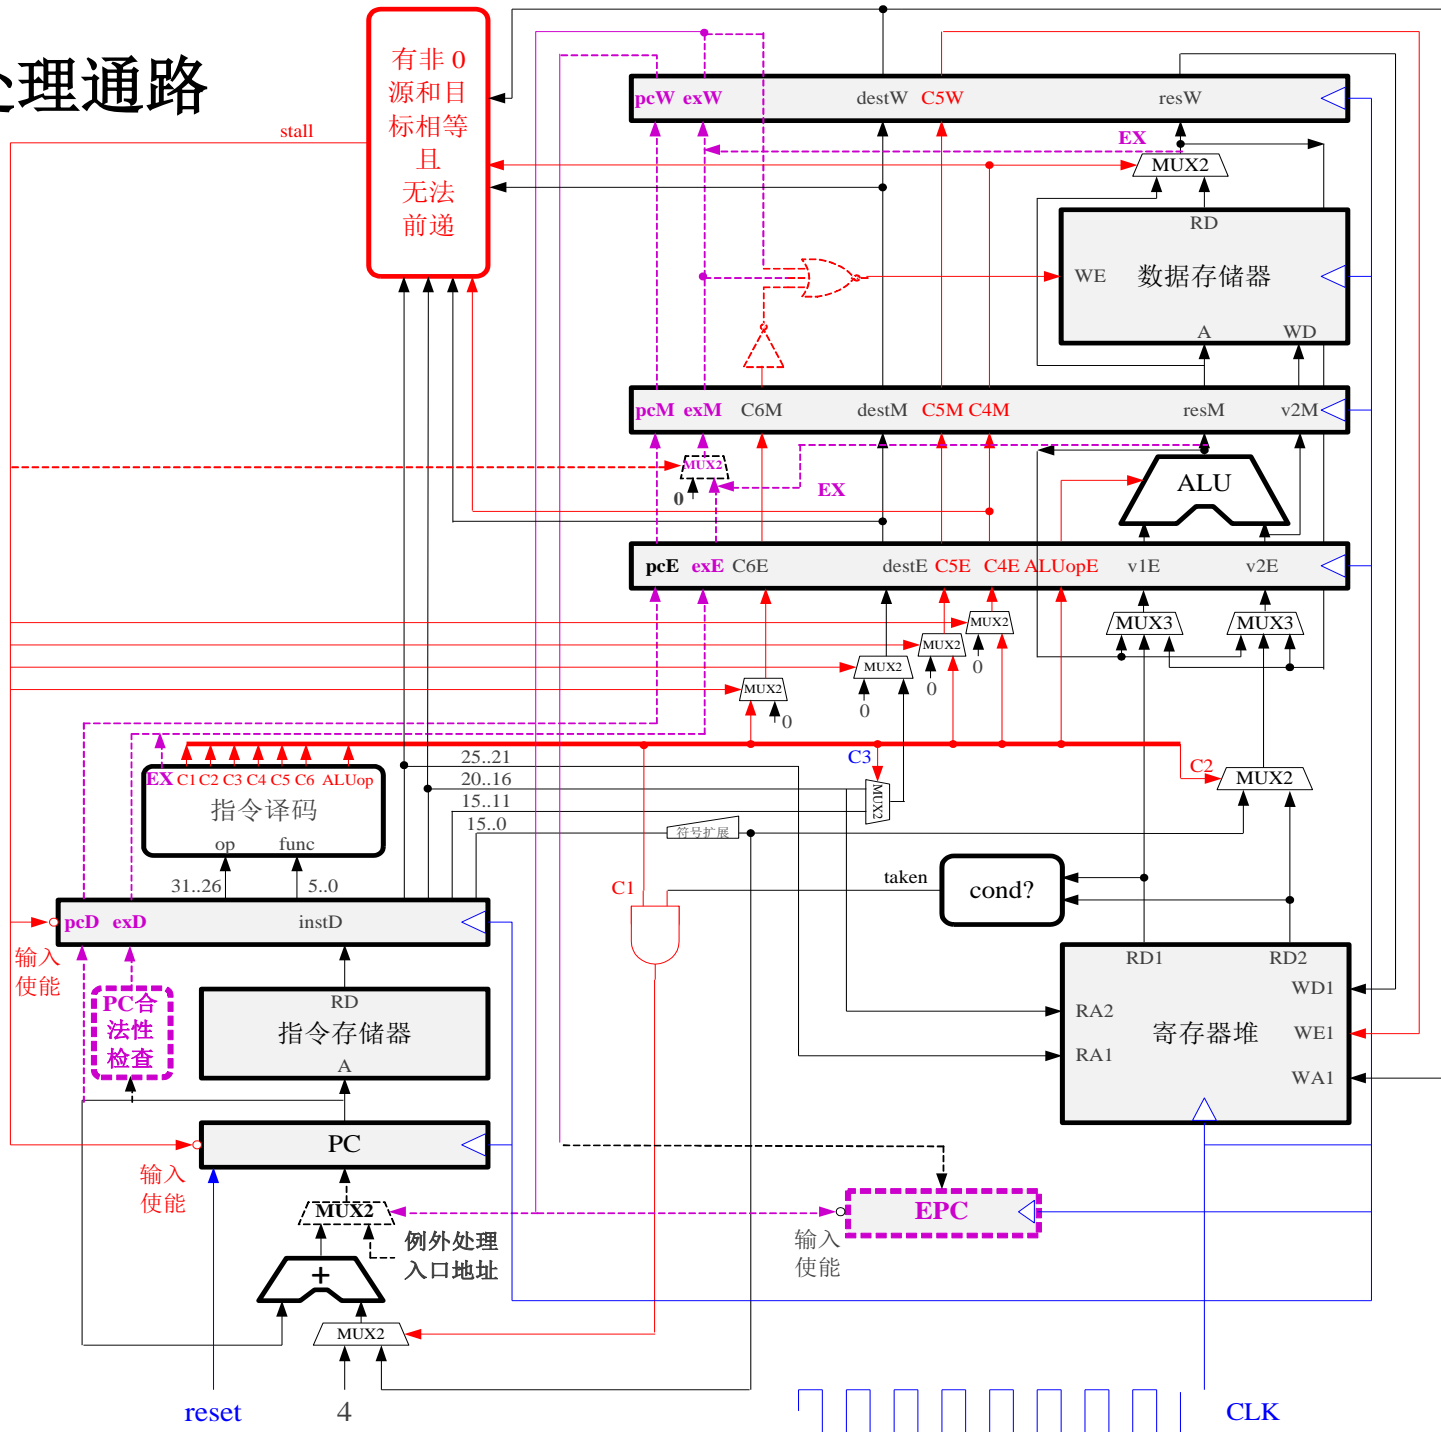 处理通路
有非 0
源和目
标相等
且
无法
前递
stall
pcW exW destW C5W resW
EX
MUX2
RD
WE 数据存储器
A WD
pcM exM C6M destM C5M C4M resM v2M
MUX2
0
EX
ALU
pcE exE C6E destE C5E C4E ALUopE v1E v2E
MUX2
MUX3 MUX3
MUX2
0
MUX2
0
MUX2
0
0
EX C1 C2 C3 C4 C5 C6 ALUop
指令译码
op func
25..21
20..16
15..11
15..0
C3
MUX2
符号扩展
C2
MUX2
31..26 5..0
C1
taken
cond?
pcD exD instD
输入
使能
PC合
法性
检查
RD
指令存储器
A
RD1 RD2
WD1
RA2
寄存器堆
WE1
RA1
WA1
PC
输入
使能
MUX2
例外处理
入口地址
EPC
输入
使能
+
MUX2
reset
4
CLK